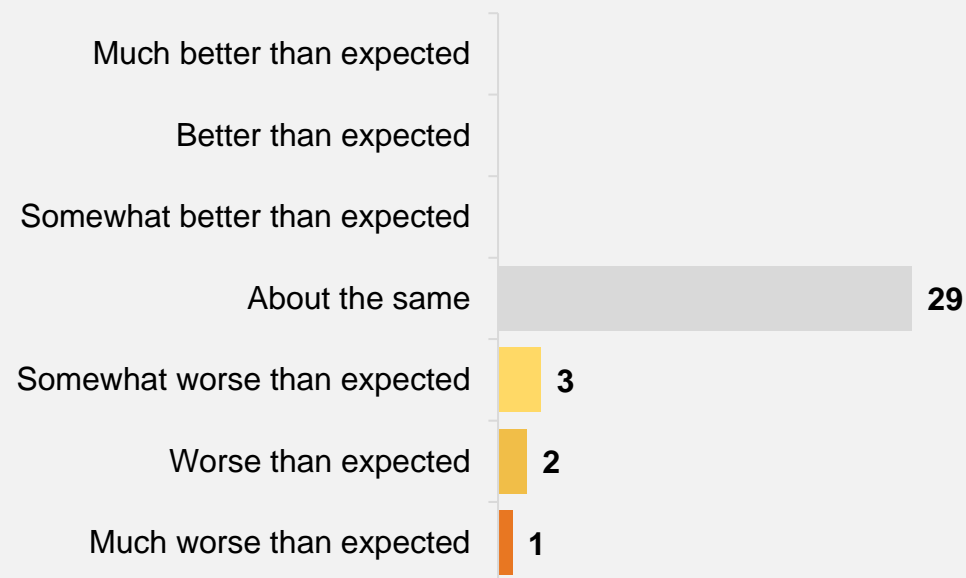 Much better than expected
Better than expected
Somewhat better than expected
About the same 29
Somewhat worse than expected 3
Worse than expected 2
Much worse than expected 1